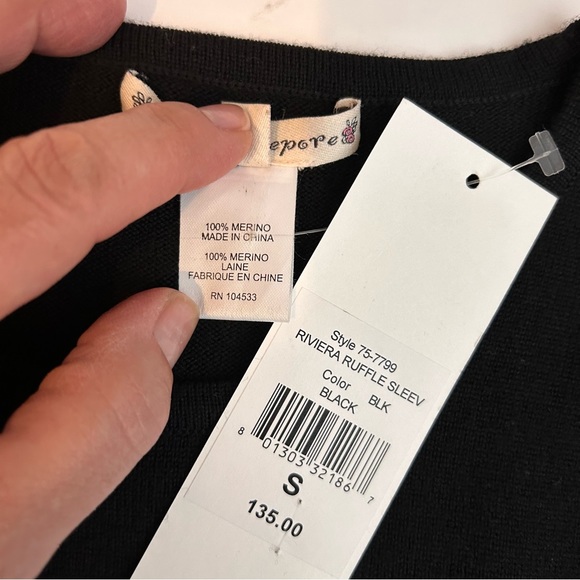 epore
100% MERINO
MADE IN CHINA
100% MERINO
LAINE
FABRIQUE EN CHINE
RN 104533
Style 75-7799
RIVIERA RUFFLE SLEEV
Color BLK
BLACK
8 01303 32186 7
S
135.00